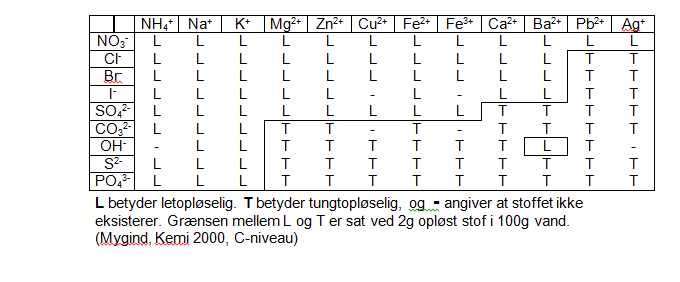 NH₄⁺ Na⁺ K⁺ Mg²⁺ Zn²⁺ Cu²⁺ Fe²⁺ Fe³⁺ Ca²⁺ Ba²⁺ Pb²⁺ Ag⁺
NO₃⁻ L L L L L L L L L L L L
Cl⁻ L L L L L L L L L L T T
Br⁻ L L L L L L L L L L T T
I⁻ L L L L L - L - L L T T
SO₄²⁻ L L L L L L L L T T T T
CO₃²⁻ L L L T T - T - T T T T
OH⁻ - L L T T T T T T L T -
S²⁻ L L L T T T T T T T T T
PO₄³⁻ L L L T T T T T T T T T
L betyder letopløselig. T betyder tungtopløselig, og - angiver at stoffet ikke
eksisterer. Grænsen mellem L og T er sat ved 2g opløst stof i 100g vand.
(Mygind, Kemi 2000, C-niveau)